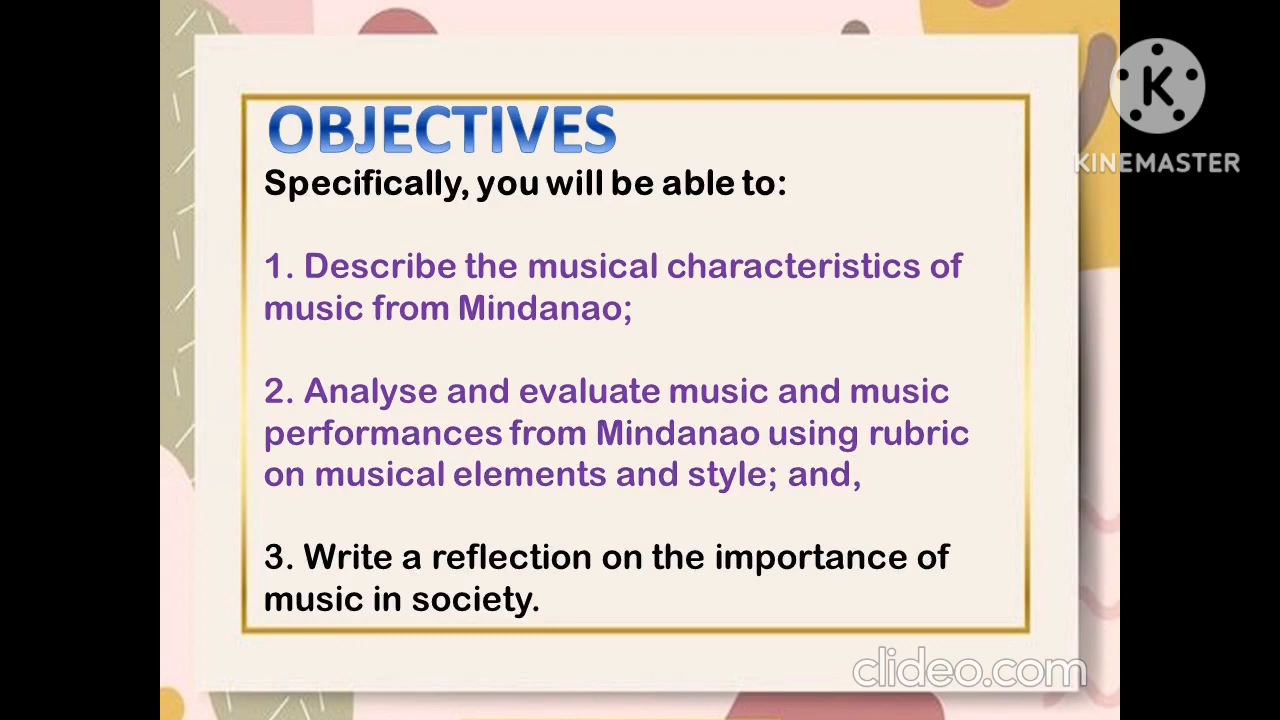 OBJECTIVES
Specifically, you will be able to:
1. Describe the musical characteristics of
music from Mindanao;
2. Analyse and evaluate music and music
performances from Mindanao using rubric
on musical elements and style; and,
3. Write a reflection on the importance of
music in society.
K
KINEMASTER
clideo.com